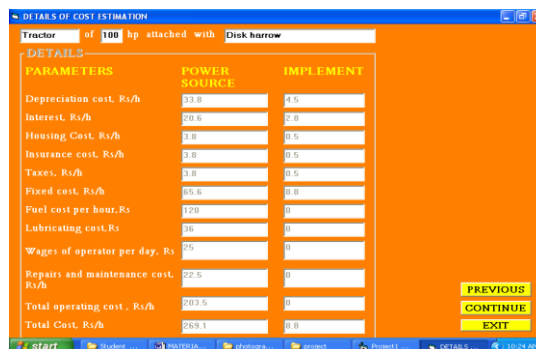 DETAILS OF COST ESTIMATION
Tractor of 100 hp attached with Disk harrow
DETAILS
PARAMETERS POWER SOURCE IMPLEMENT
Depreciation cost, Rs/h 33.8 4.5
Interest, Rs/h 20.6 2.8
Housing Cost, Rs/h 3.8 0.5
Insurance cost, Rs/h 3.8 0.5
Taxes, Rs/h 3.8 0.5
Fixed cost, Rs/h 65.6 8.8
Fuel cost per hour,Rs 120 0
Lubricating cost,Rs 36 0
Wages of operator per day, Rs 25 0
Repairs and maintenance cost, Rs/h 22.5 0
Total operating cost , Rs/h 203.5 0
Total Cost, Rs/h 269.1 8.8
PREVIOUS
CONTINUE
EXIT
start Student ... MATERIA... photogra... project Project1 ... DETAILS ... 10:24 AM